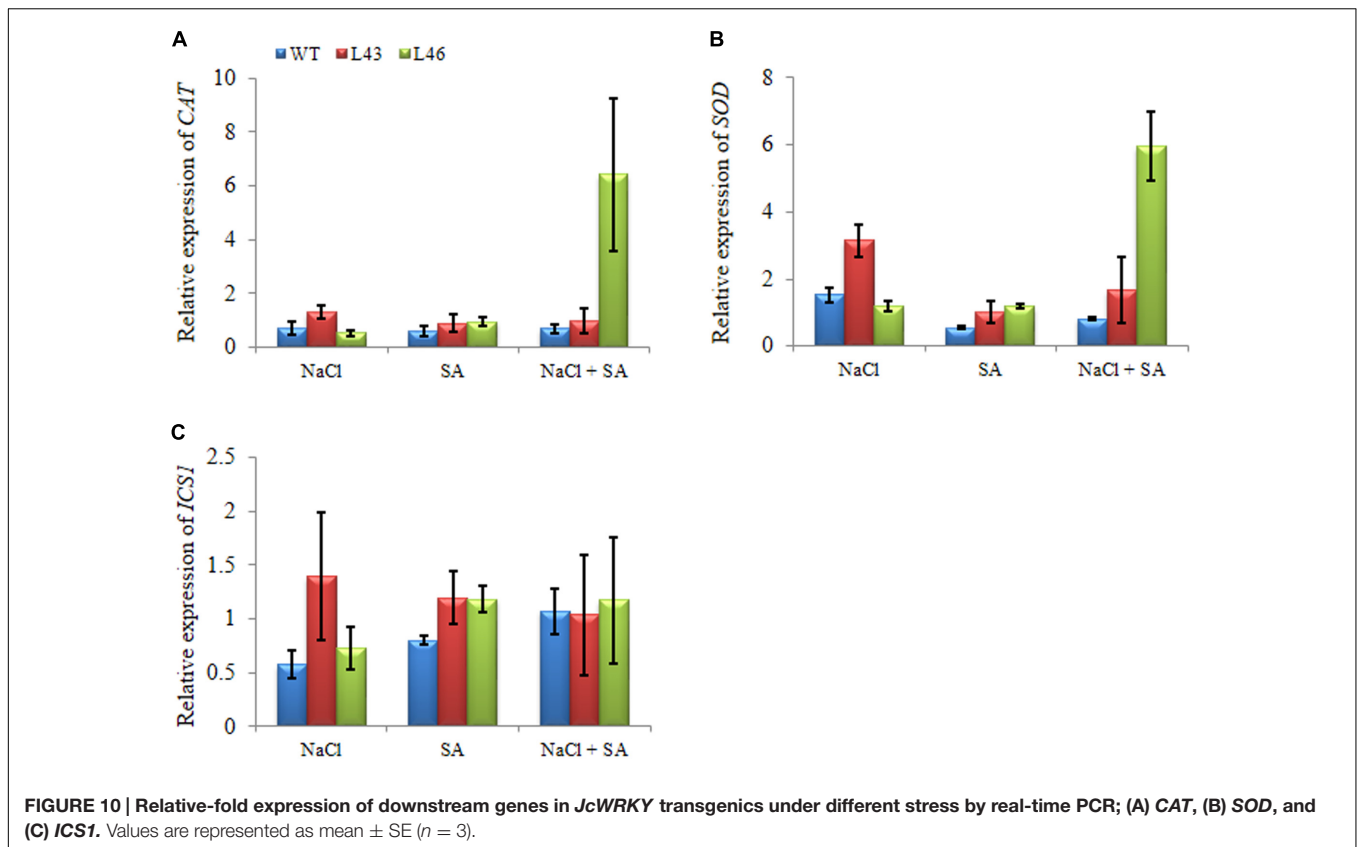 A
B
WT L43 L46
Relative expression of CAT
10
8
6
4
2
0
NaCl SA NaCl + SA
Relative expression of SOD
8
6
4
2
0
NaCl SA NaCl + SA
C
Relative expression of ICS1
2.5
2
1.5
1
0.5
0
NaCl SA NaCl + SA
FIGURE 10 | Relative-fold expression of downstream genes in JcWRKY transgenics under different stress by real-time PCR; (A) CAT, (B) SOD, and
(C) ICS1. Values are represented as mean ± SE (n = 3).